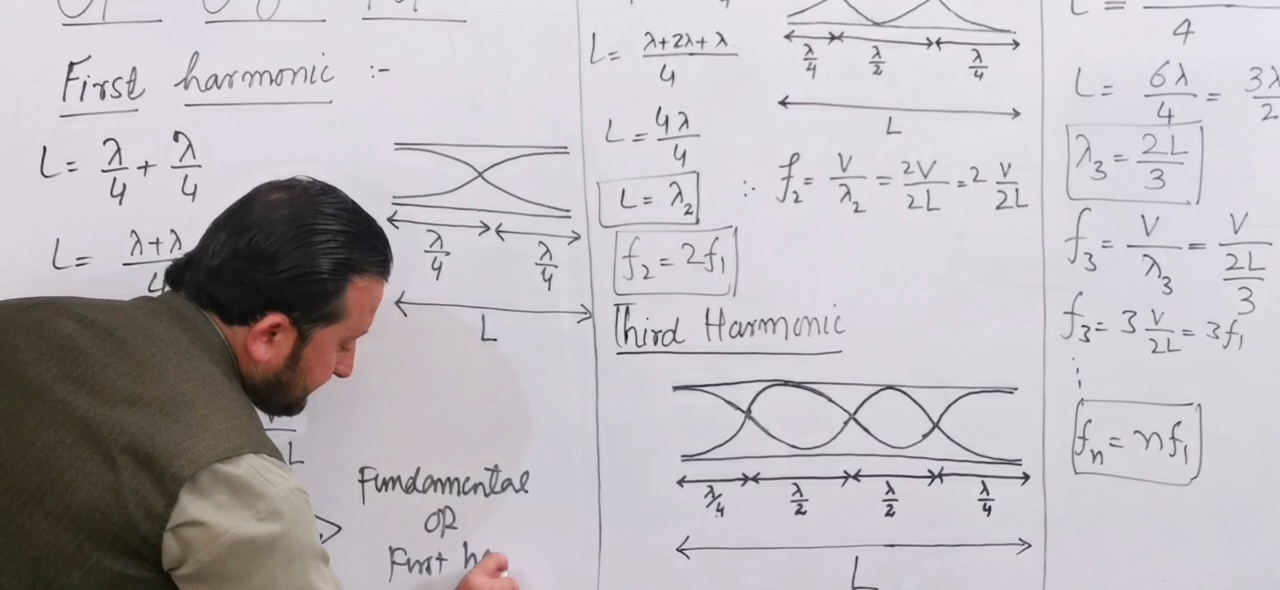 First harmonic :-
L = λ/4 + λ/4
L = λ+λ/4
λ/4 λ/4
L
Fundamental
OR
First h
L = λ+2λ+λ/4
L = 4λ/4
L = λ₂
f₂ = 2f₁
λ/4 λ/2 λ/4
L
∴ f₂ = V/λ₂ = 2V/2L = 2 V/2L
Third Harmonic
λ/4 λ/2 λ/2 λ/4
L
4
L = 6λ/4 = 3λ/2
λ₃ = 2L/3
f₃ = V/λ₃ = V/(2L/3)
f₃ = 3 V/2L = 3f₁
⋮
fₙ = nf₁